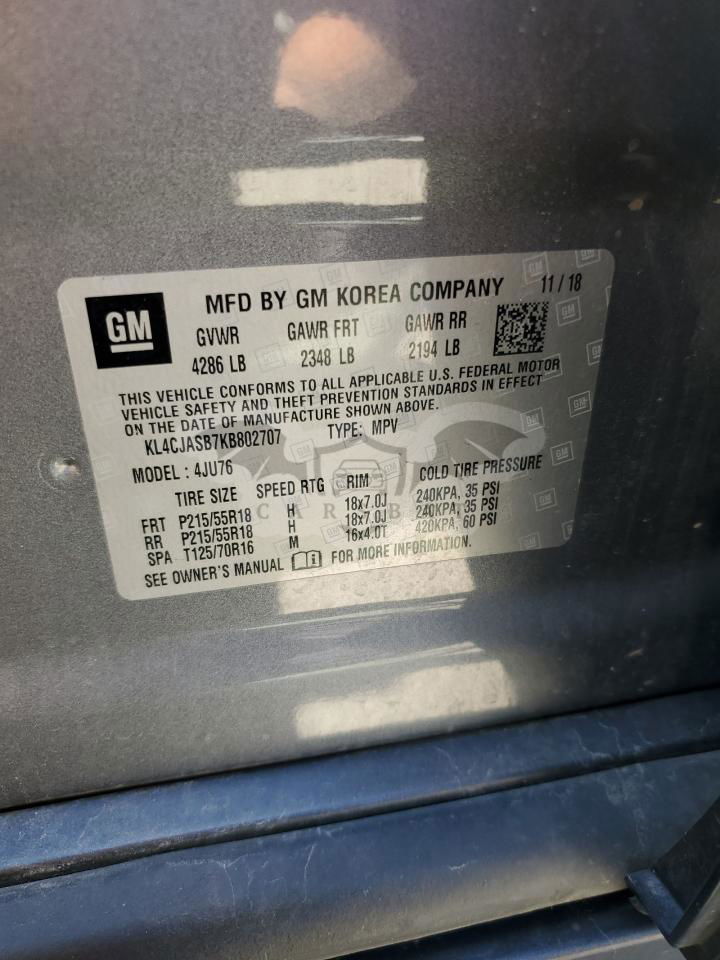 GM
MFD BY GM KOREA COMPANY 11 / 18
GVWR GAWR FRT GAWR RR
4286 LB 2348 LB 2194 LB
THIS VEHICLE CONFORMS TO ALL APPLICABLE U.S. FEDERAL MOTOR
VEHICLE SAFETY AND THEFT PREVENTION STANDARDS IN EFFECT
ON THE DATE OF MANUFACTURE SHOWN ABOVE.
KL4CJASB7KB802707 TYPE: MPV
MODEL : 4JU76
TIRE SIZE SPEED RTG RIM COLD TIRE PRESSURE
FRT P215/55R18 H 18x7.0J 240KPA, 35 PSI
RR P215/55R18 H 18x7.0J 240KPA, 35 PSI
SPA T125/70R16 M 16x4.0T 420KPA, 60 PSI
SEE OWNER'S MANUAL FOR MORE INFORMATION.